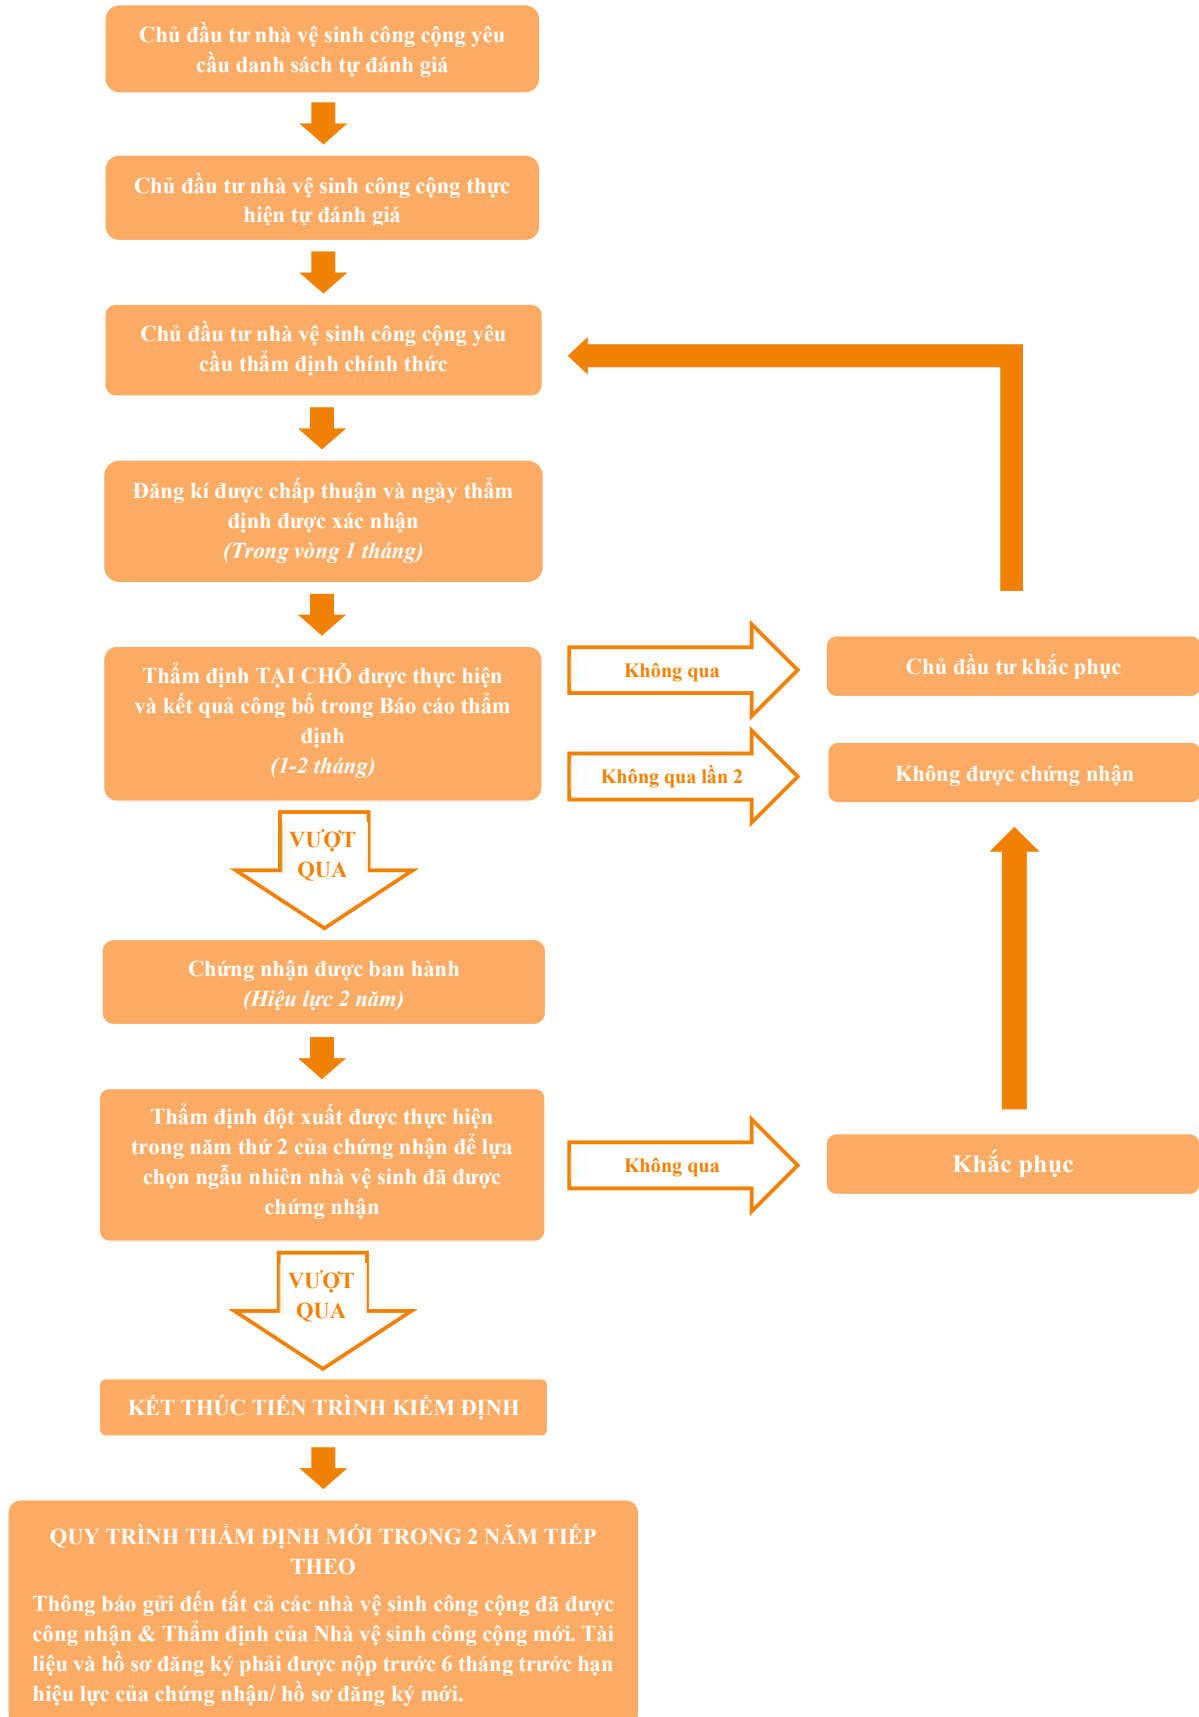 Chủ đầu tư nhà vệ sinh công cộng yêu
cầu danh sách tự đánh giá
Chủ đầu tư nhà vệ sinh công cộng thực
hiện tự đánh giá
Chủ đầu tư nhà vệ sinh công cộng yêu
cầu thẩm định chính thức
Đăng kí được chấp thuận và ngày thẩm
định được xác nhận
(Trong vòng 1 tháng)
Thẩm định TẠI CHỖ được thực hiện
và kết quả công bố trong Báo cáo thẩm
định
(1-2 tháng)
Không qua
Chủ đầu tư khắc phục
Không qua lần 2
Không được chứng nhận
VƯỢT
QUA
Chứng nhận được ban hành
(Hiệu lực 2 năm)
Thẩm định đột xuất được thực hiện
trong năm thứ 2 của chứng nhận để lựa
chọn ngẫu nhiên nhà vệ sinh đã được
chứng nhận
Không qua
Khắc phục
VƯỢT
QUA
KẾT THÚC TIẾN TRÌNH KIỂM ĐỊNH
QUY TRÌNH THẨM ĐỊNH MỚI TRONG 2 NĂM TIẾP
THEO
Thông báo gửi đến tất cả các nhà vệ sinh công cộng đã được
công nhận & Thẩm định của Nhà vệ sinh công cộng mới. Tài
liệu và hồ sơ đăng ký phải được nộp trước 6 tháng trước hạn
hiệu lực của chứng nhận/ hồ sơ đăng ký mới.